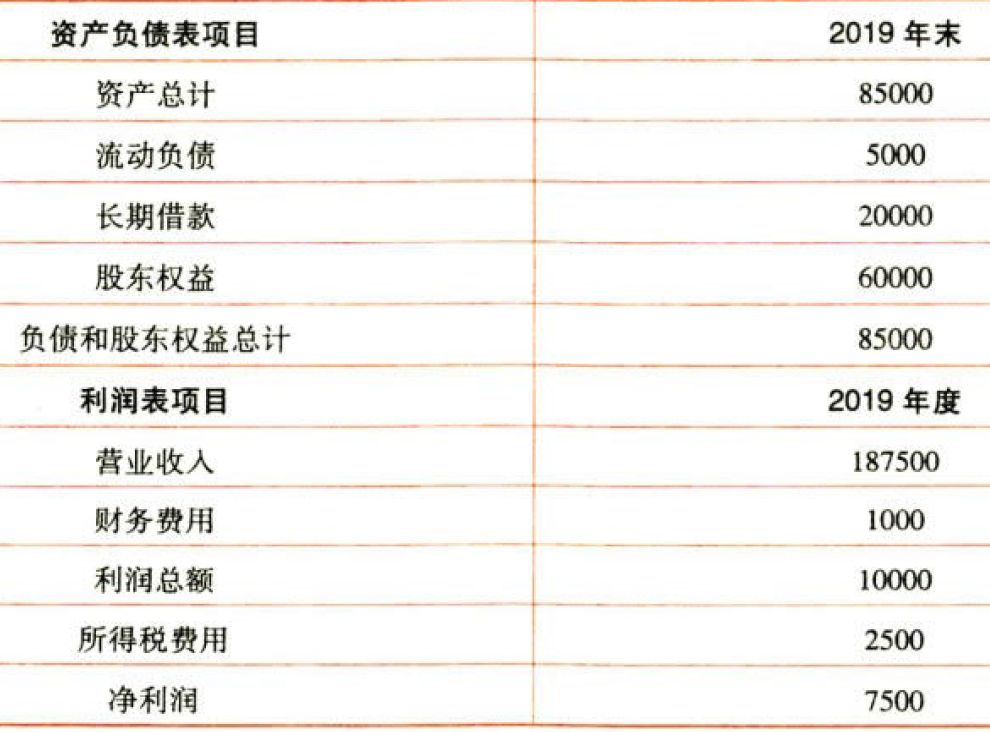 资产负债表项目 2019 年末
资产总计 85000
流动负债 5000
长期借款 20000
股东权益 60000
负债和股东权益总计 85000
利润表项目 2019 年度
营业收入 187500
财务费用 1000
利润总额 10000
所得税费用 2500
净利润 7500